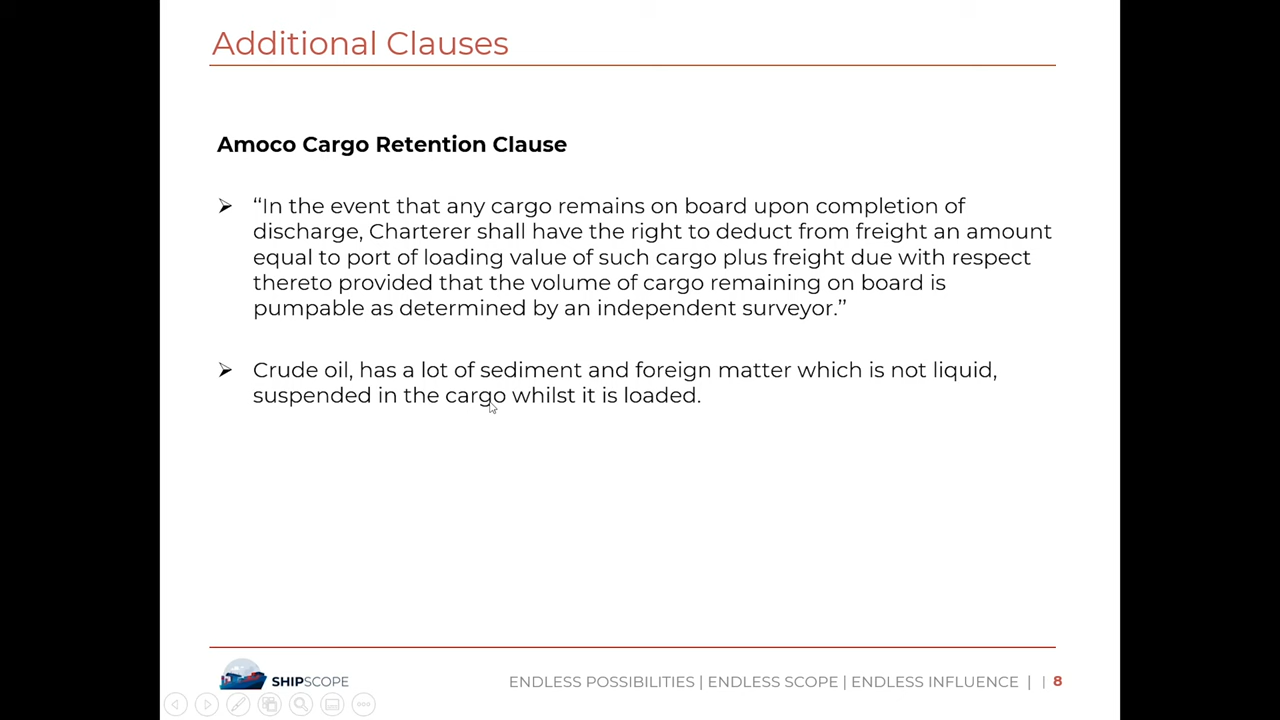 Additional Clauses
Amoco Cargo Retention Clause
“In the event that any cargo remains on board upon completion of
discharge, Charterer shall have the right to deduct from freight an amount
equal to port of loading value of such cargo plus freight due with respect
thereto provided that the volume of cargo remaining on board is
pumpable as determined by an independent surveyor.”
Crude oil, has a lot of sediment and foreign matter which is not liquid,
suspended in the cargo whilst it is loaded.
SHIPSCOPE
ENDLESS POSSIBILITIES | ENDLESS SCOPE | ENDLESS INFLUENCE | | 8